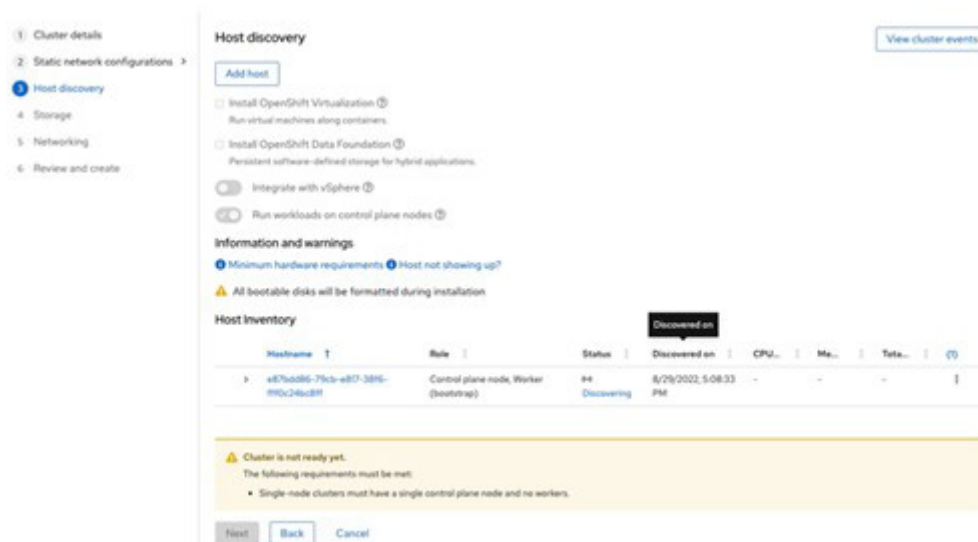 1 Cluster details
2 Static network configurations
3 Host discovery
4 Storage
5 Networking
6 Review and create
Host discovery
View cluster events
Add host
Install OpenShift Virtualization
Run virtual machines along containers.
Install OpenShift Data Foundation
Persistent software-defined storage for hybrid applications.
Integrate with vSphere
Run workloads on control plane nodes
Information and warnings
Minimum hardware requirements Host not showing up?
All bootable disks will be formatted during installation
Host Inventory
Discovered on
Hostname Role Status Discovered on CPU... Me... Tota... (1)
Control plane node, Worker 8/29/2022, 5:08:33 - - -
(bootstrap) Discovering PM
Cluster is not ready yet.
The following requirements must be met:
• Single-node clusters must have a single control plane node and no workers.
Next Back Cancel